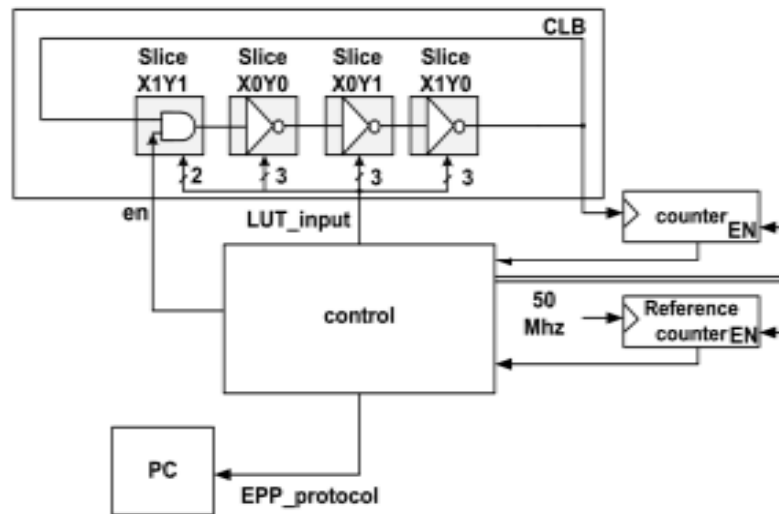 CLB
Slice
X1Y1
Slice
X0Y0
Slice
X0Y1
Slice
X1Y0
2
3
3
3
en
LUT_input
counter
EN
control
50
Mhz
Reference
counter
EN
PC
EPP_protocol